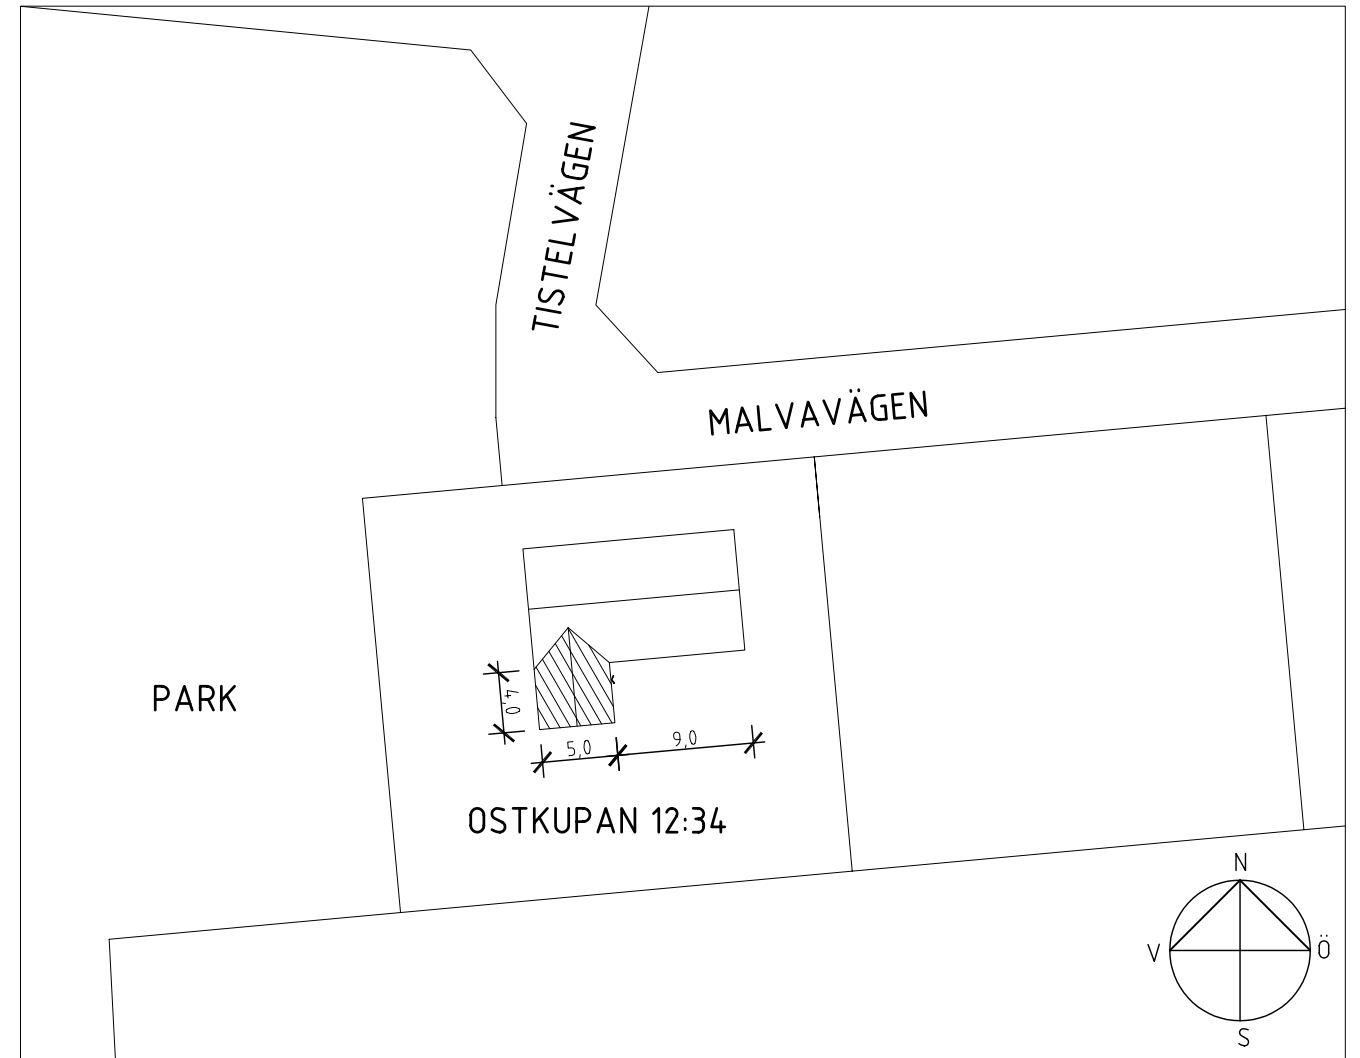 TISTELVÄGEN
MALVAVÄGEN
PARK
4,0
5,0
9,0
OSTKUPAN 12:34
N
V
Ö
S